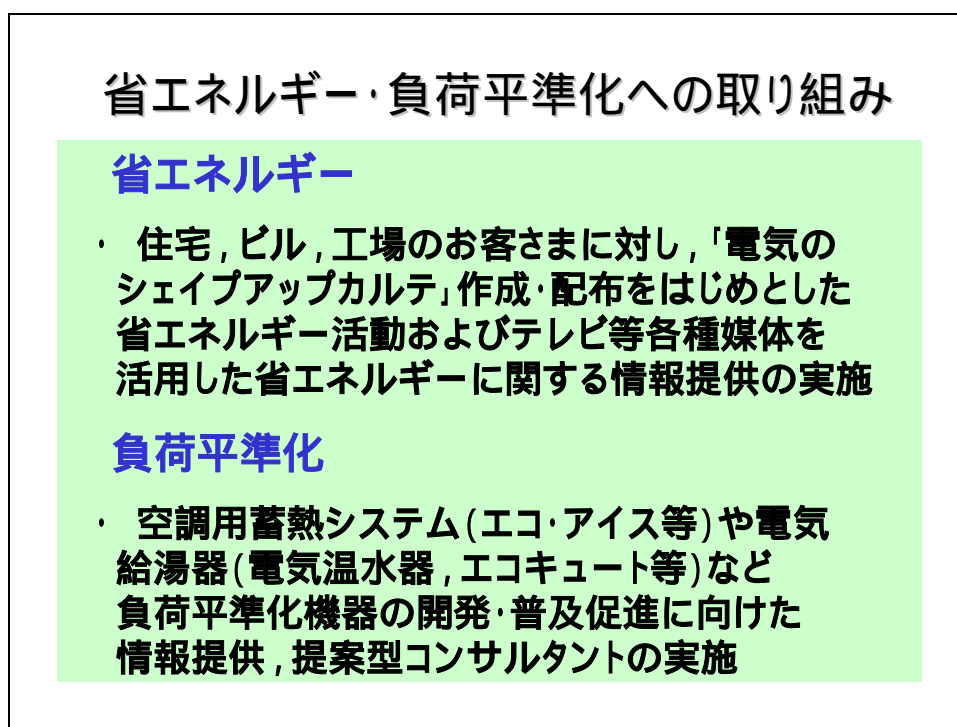 省エネルギー・負荷平準化への取り組み
省エネルギー
・ 住宅,ビル,工場のお客さまに対し,「電気の
シェイプアップカルテ」作成・配布をはじめとした
省エネルギー活動およびテレビ等各種媒体を
活用した省エネルギーに関する情報提供の実施
負荷平準化
・ 空調用蓄熱システム(エコ・アイス等)や電気
給湯器(電気温水器,エコキュート等)など
負荷平準化機器の開発・普及促進に向けた
情報提供,提案型コンサルタントの実施